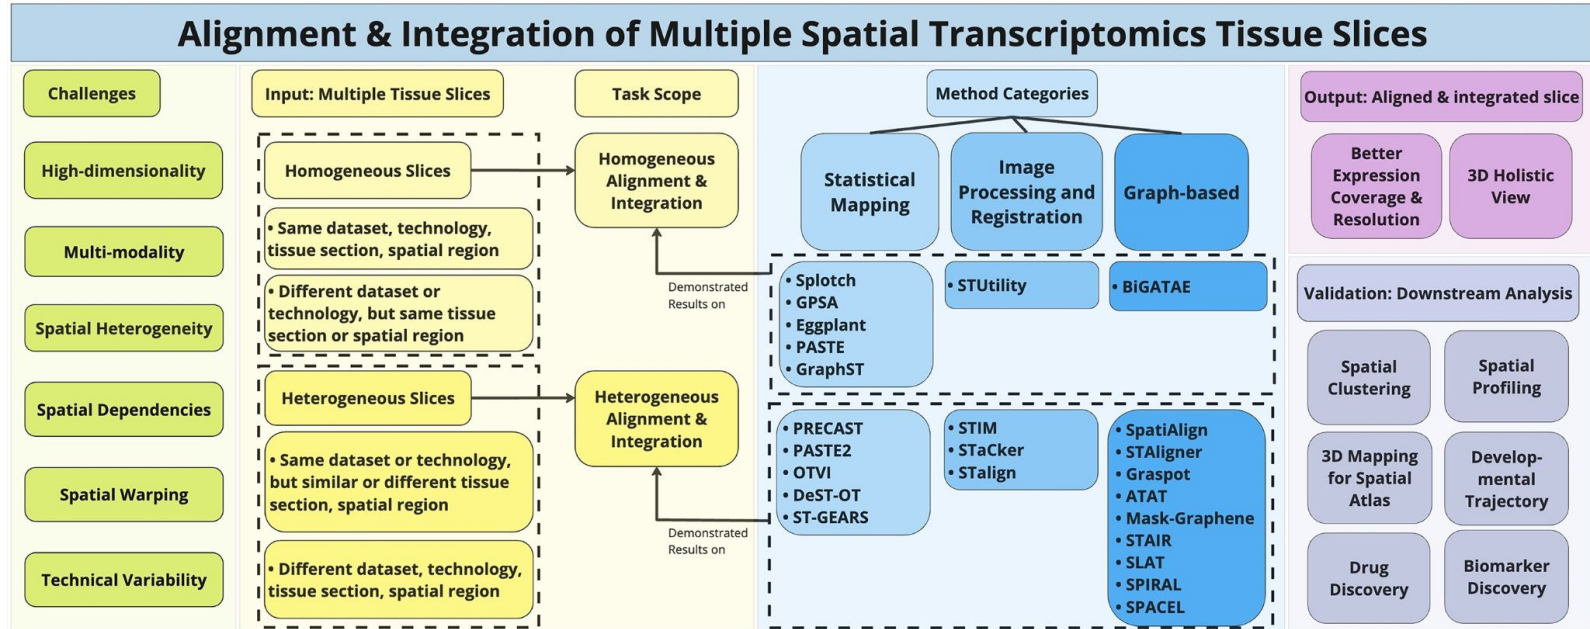 Alignment & Integration of Multiple Spatial Transcriptomics Tissue Slices
Challenges
High-dimensionality
Multi-modality
Spatial Heterogeneity
Spatial Dependencies
Spatial Warping
Technical Variability
Input: Multiple Tissue Slices
Homogeneous Slices
• Same dataset, technology,
tissue section, spatial region
• Different dataset or
technology, but same tissue
section or spatial region
Heterogeneous Slices
• Same dataset or technology,
but similar or different tissue
section, spatial region
• Different dataset, technology,
tissue section, spatial region
Task Scope
Homogeneous
Alignment &
Integration
Demonstrated
Results on
Heterogeneous
Alignment &
Integration
Demonstrated
Results on
Method Categories
Statistical
Mapping
Image
Processing and
Registration
Graph-based
• Splotch
• GPSA
• Eggplant
• PASTE
• GraphST
• STUtility
• BiGATAE
• PRECAST
• PASTE2
• OTVI
• DeST-OT
• ST-GEARS
• STIM
• STaCker
• STalign
• SpatiAlign
• STAligner
• Graspot
• ATAT
• Mask-Graphene
• STAIR
• SLAT
• SPIRAL
• SPACEL
Output: Aligned & integrated slice
Better
Expression
Coverage &
Resolution
3D Holistic
View
Validation: Downstream Analysis
Spatial
Clustering
Spatial
Profiling
3D Mapping
for Spatial
Atlas
Develop-
mental
Trajectory
Drug
Discovery
Biomarker
Discovery